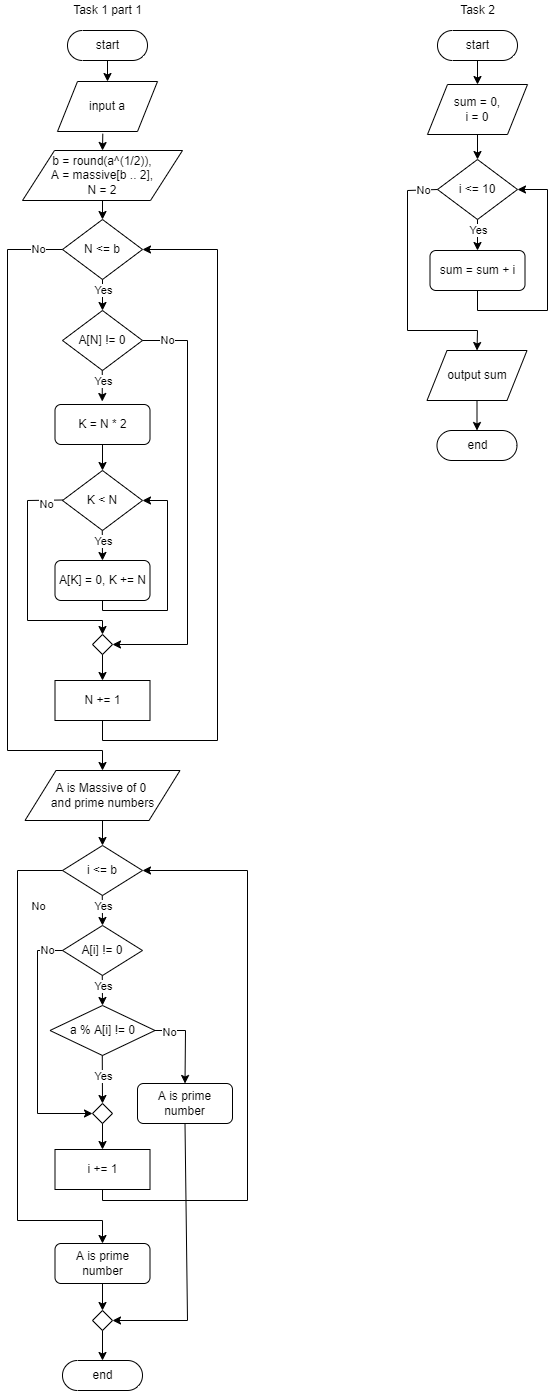 Task 1 part 1
start
input a
b = round(a^(1/2)),
A = massive[b .. 2],
N = 2
N <= b
No
Yes
A[N] != 0
No
Yes
K = N * 2
K < N
No
Yes
A[K] = 0, K += N
N += 1
A is Massive of 0
and prime numbers
i <= b
No
Yes
A[i] != 0
No
Yes
a % A[i] != 0
No
Yes
A is prime
number
i += 1
A is prime
number
end
Task 2
start
sum = 0,
i = 0
i <= 10
No
Yes
sum = sum + i
output sum
end